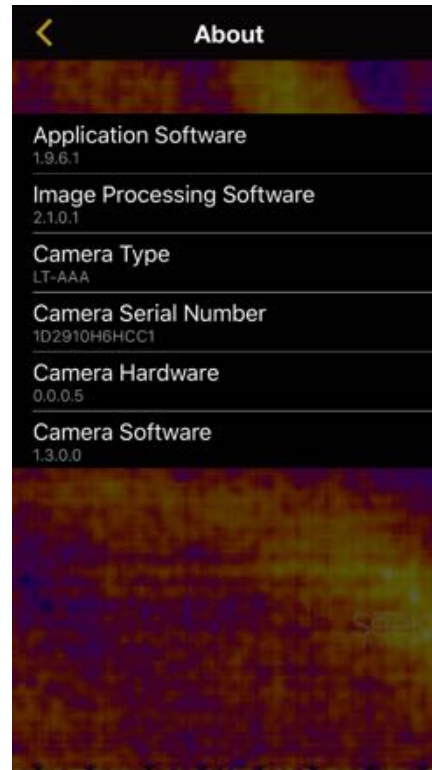 About
Application Software
1.9.6.1
Image Processing Software
2.1.0.1
Camera Type
LT-AAA
Camera Serial Number
1D2910H6HCC1
Camera Hardware
0.0.0.5
Camera Software
1.3.0.0